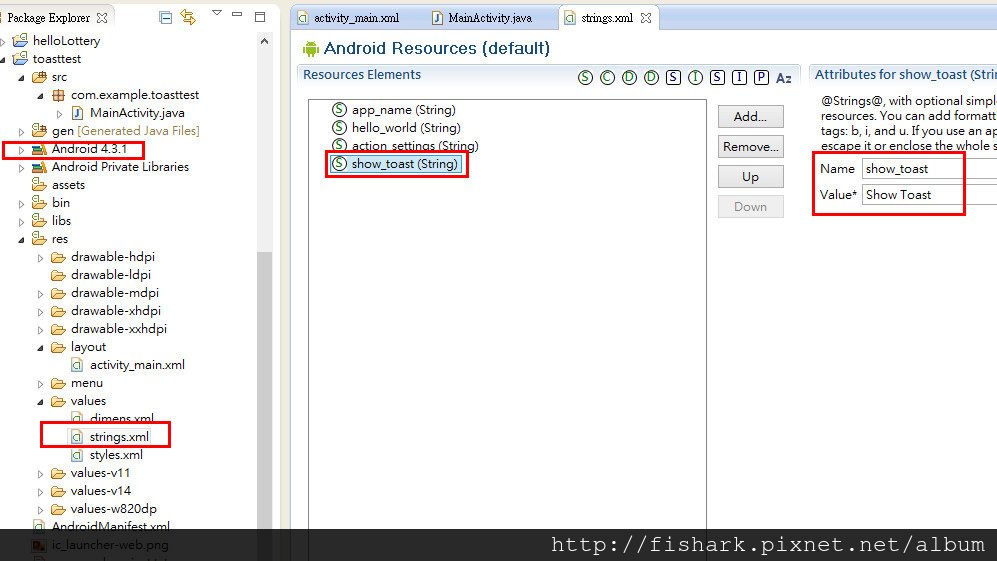 Package Explorer
helloLottery
toasttest
src
com.example.toasttest
MainActivity.java
gen [Generated Java Files]
Android 4.3.1
Android Private Libraries
assets
bin
libs
res
drawable-hdpi
drawable-ldpi
drawable-mdpi
drawable-xhdpi
drawable-xxhdpi
layout
activity_main.xml
menu
values
dimens.xml
strings.xml
styles.xml
values-v11
values-v14
values-w820dp
AndroidManifest.xml
ic_launcher-web.png
activity_main.xml MainActivity.java strings.xml
Android Resources (default)
Resources Elements
S C D D S I S I P Az
S app_name (String)
S hello_world (String)
S action_settings (String)
S show_toast (String)
Add...
Remove...
Up
Down
Attributes for show_toast (Strin
@Strings@, with optional simple
resources. You can add formatti
tags: b, i, and u. If you use an ap
escape it or enclose the whole s
Name show_toast
Value* Show Toast
http://fishark.pixnet.net/album